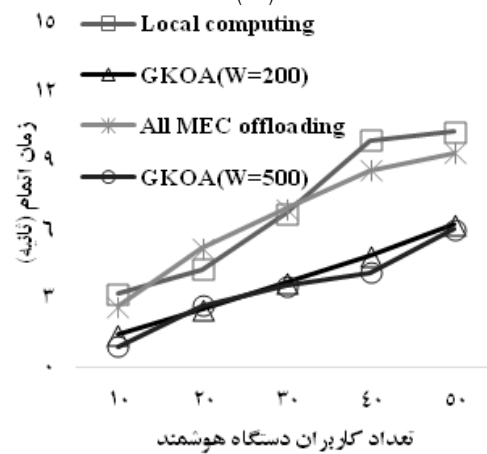 ۱۵
Local computing
۱۲
GKOA(W=200)
All MEC offloading
۹
GKOA(W=500)
۶
۳
۰
زمان اتمام (ثانیه)
۱۰ ۲۰ ۳۰ ٤۰ ۵۰
تعداد کاربران دستگاه هوشمند